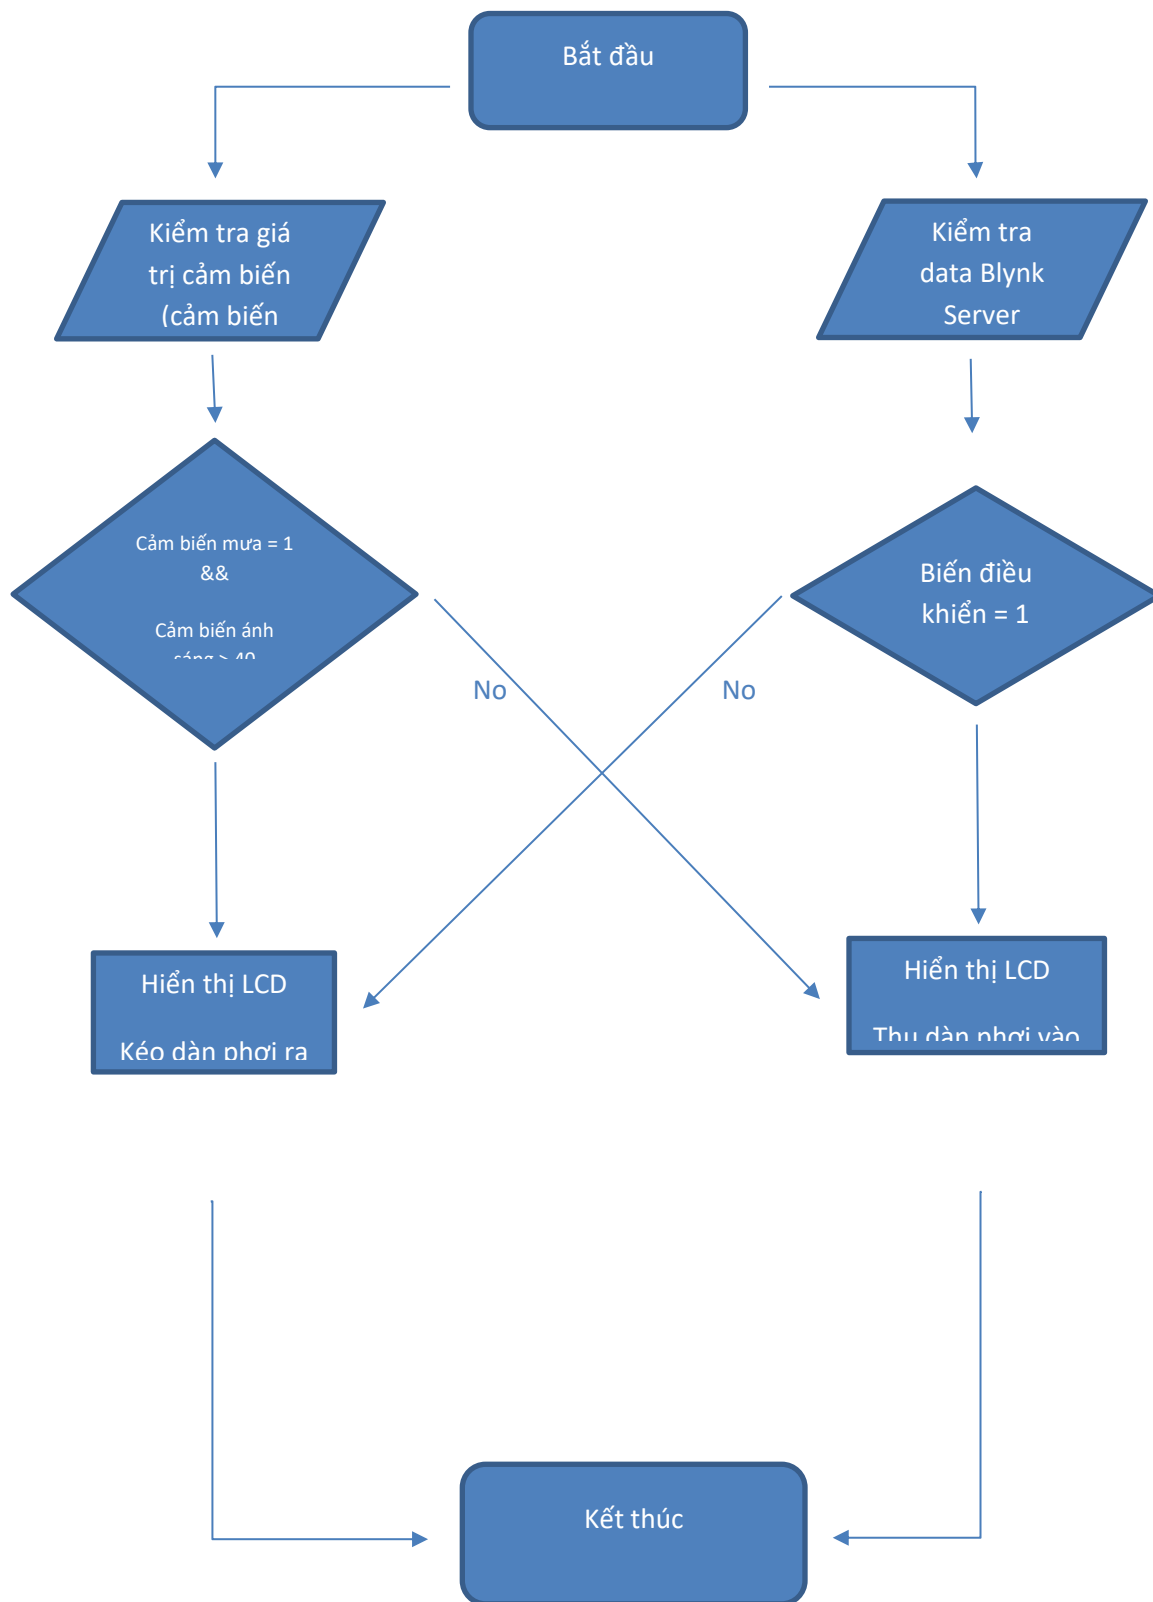 Bắt đầu
Kiểm tra giá
trị cảm biến
(cảm biến
Kiểm tra
data Blynk
Server
Cảm biến mưa = 1
&&
Cảm biến ánh
sáng > 40
Biến điều
khiển = 1
No
No
Hiển thị LCD
Kéo dàn phơi ra
Hiển thị LCD
Thu dàn phơi vào
Kết thúc